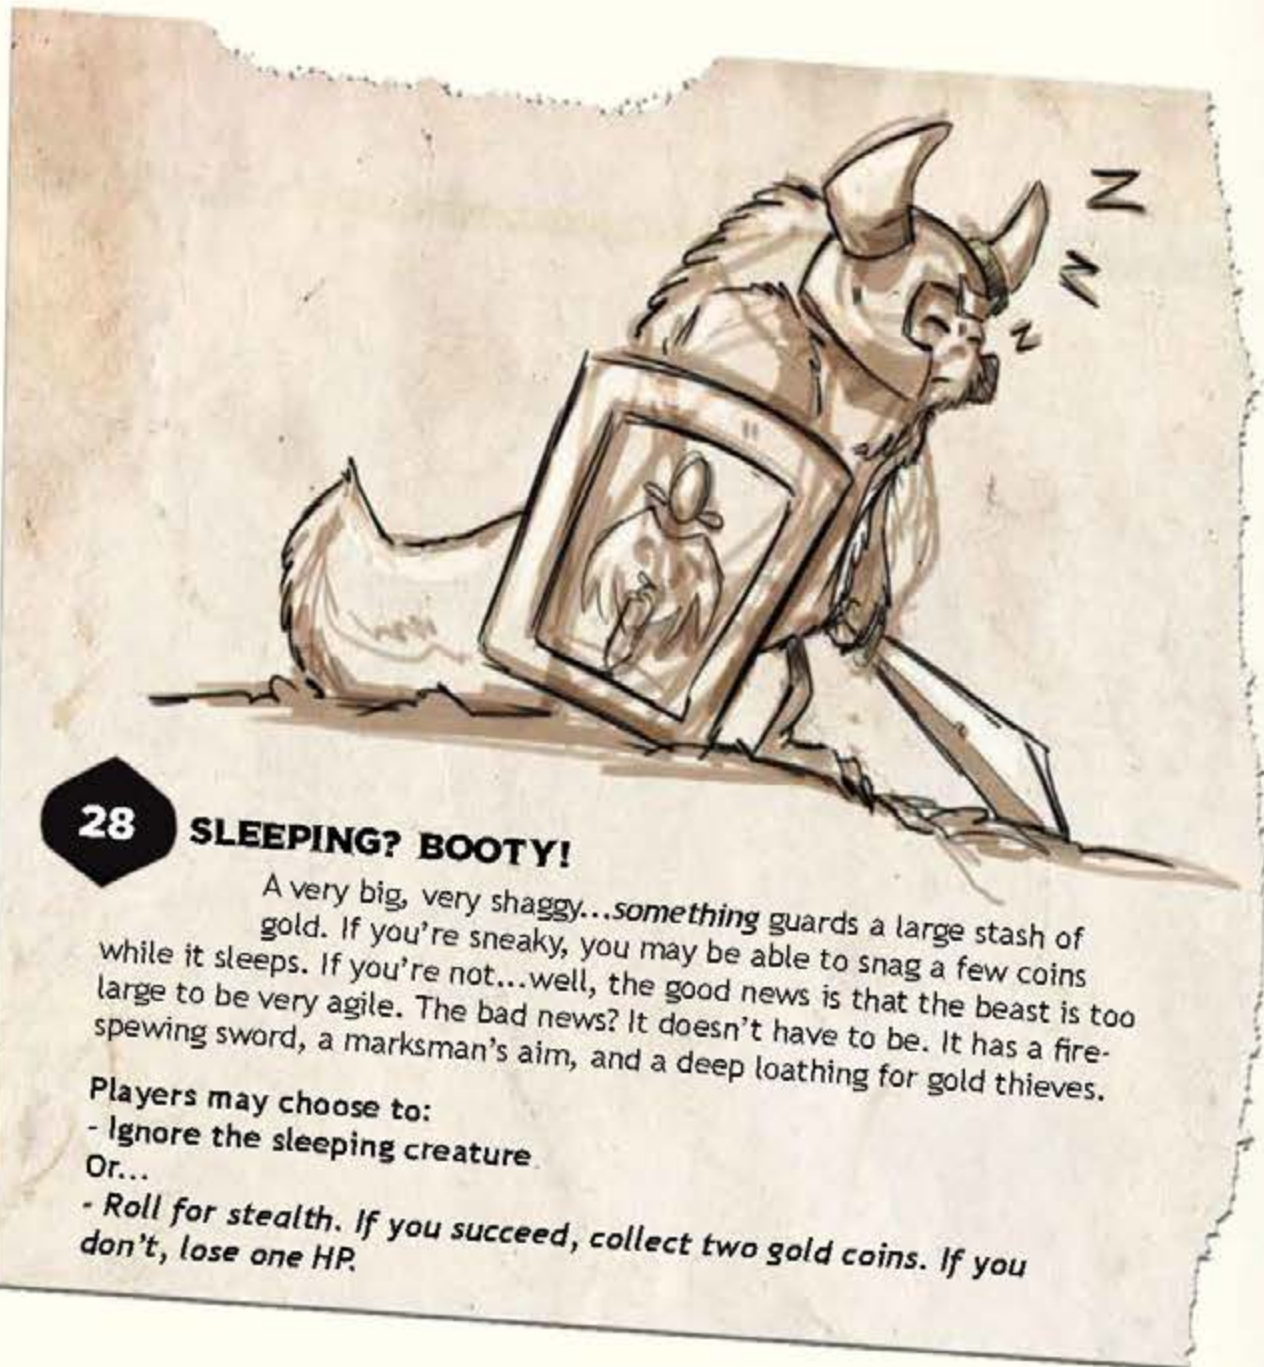 Z
Z
Z
28
SLEEPING? BOOTY!
A very big, very shaggy...something guards a large stash of
gold. If you're sneaky, you may be able to snag a few coins
while it sleeps. If you're not...well, the good news is that the beast is too
large to be very agile. The bad news? It doesn't have to be. It has a fire-
spewing sword, a marksman's aim, and a deep loathing for gold thieves.
Players may choose to:
- Ignore the sleeping creature
Or...
- Roll for stealth. If you succeed, collect two gold coins. If you
don't, lose one HP.